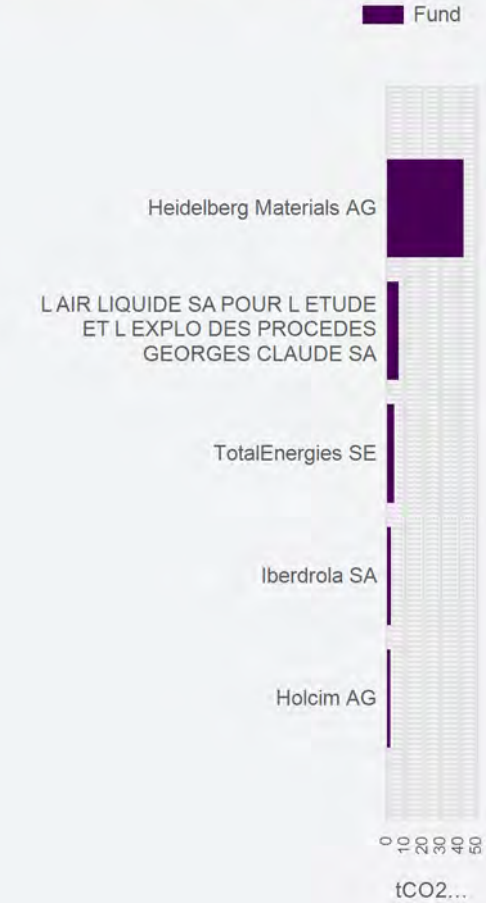 Fund
Heidelberg Materials AG
L AIR LIQUIDE SA POUR L ETUDE
ET L EXPLO DES PROCEDES
GEORGES CLAUDE SA
TotalEnergies SE
Iberdrola SA
Holcim AG
0 10 20 30 40 50
tCO2...